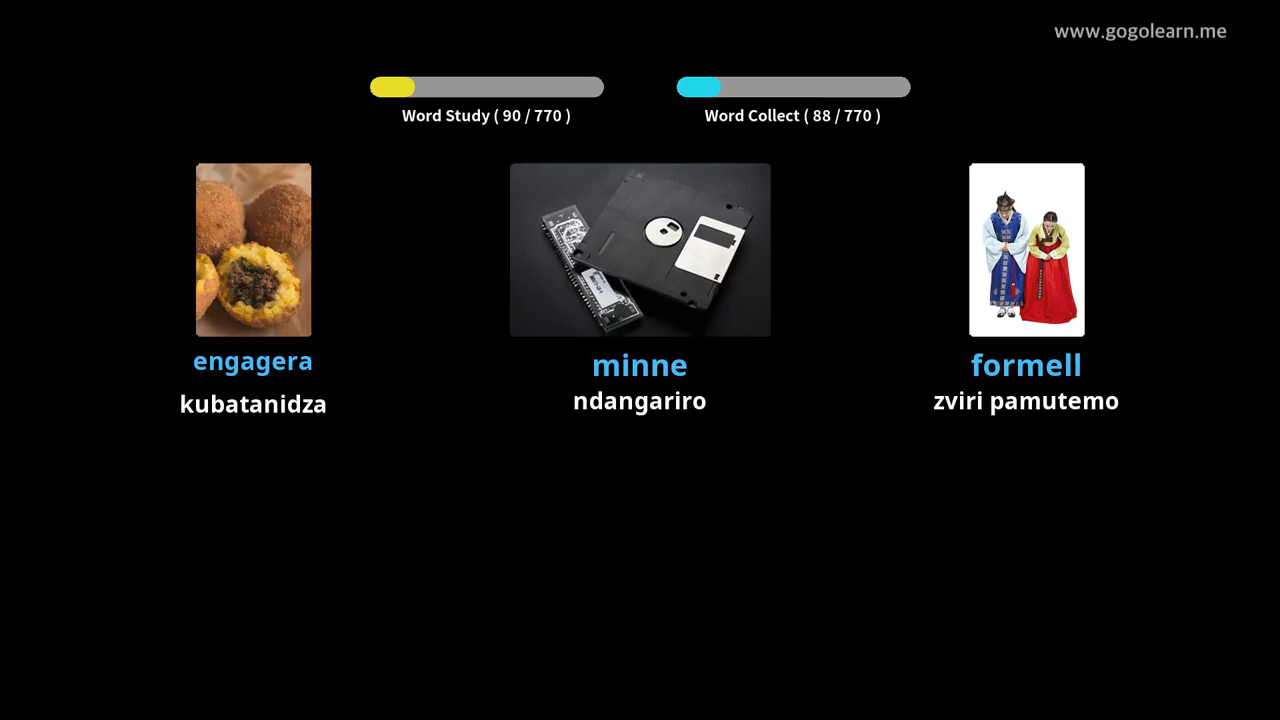 www.gogolearn.me
Word Study ( 90 / 770 )
Word Collect ( 88 / 770 )
engagera
minne
formell
kubatanidza
ndangariro
zviri pamutemo